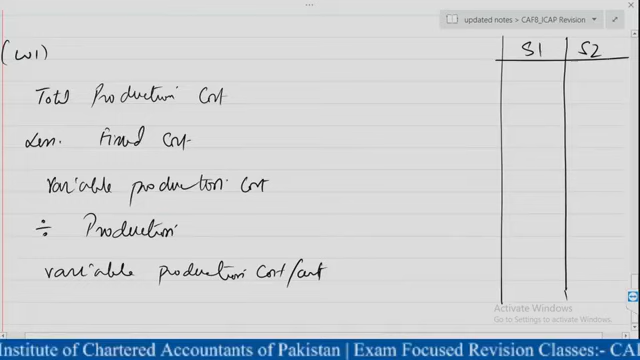 updated notes > CAF8_ICAP Revision
(W1)
S1 S2
Total Production Cost
Less. Fixed Cost
Variable production cost
÷ Production
variable production cost/unit
Activate Windows
Go to Settings to activate Windows.
Institute of Chartered Accountants of Pakistan | Exam Focused Revision Classes:- CA